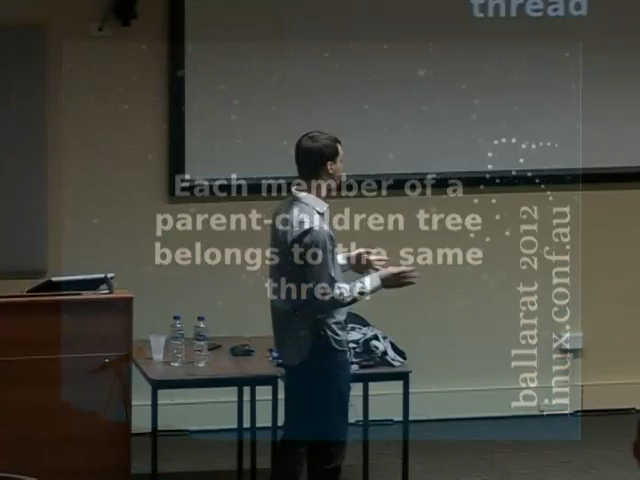 thread
Each member of a
parent-children tree
belongs to the same
thread
ballarat 2012
linux.conf.au